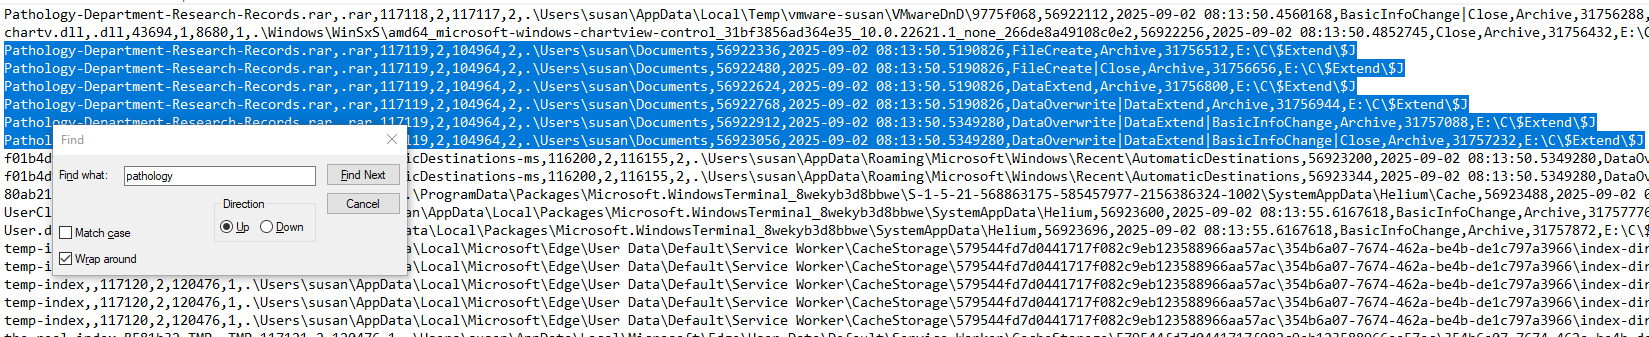 Pathology-Department-Research-Records.rar,.rar,117118,2,117117,2,.\Users\susan\AppData\Local\Temp\vmware-susan\VMwareDnD\9775f068,56922112,2025-09-02 08:13:50.4560168,BasicInfoChange|Close,Archive,31756288,
chartv.dll,.dll,43694,1,8680,1,.\Windows\WinSxS\amd64_microsoft-windows-chartview-control_31bf3856ad364e35_10.0.22621.1_none_266de8a49108c0e2,56922256,2025-09-02 08:13:50.4852745,Close,Archive,31756432,E:\C
Pathology-Department-Research-Records.rar,.rar,117119,2,104964,2,.\Users\susan\Documents,56922336,2025-09-02 08:13:50.5190826,FileCreate,Archive,31756512,E:\C\$Extend\$J
Pathology-Department-Research-Records.rar,.rar,117119,2,104964,2,.\Users\susan\Documents,56922480,2025-09-02 08:13:50.5190826,FileCreate|Close,Archive,31756656,E:\C\$Extend\$J
Pathology-Department-Research-Records.rar,.rar,117119,2,104964,2,.\Users\susan\Documents,56922624,2025-09-02 08:13:50.5190826,DataExtend,Archive,31756800,E:\C\$Extend\$J
Pathology-Department-Research-Records.rar,.rar,117119,2,104964,2,.\Users\susan\Documents,56922768,2025-09-02 08:13:50.5190826,DataOverwrite|DataExtend,Archive,31756944,E:\C\$Extend\$J
Pathology-Department-Research-Records.rar,.rar,117119,2,104964,2,.\Users\susan\Documents,56922912,2025-09-02 08:13:50.5349280,DataOverwrite|DataExtend|BasicInfoChange,Archive,31757088,E:\C\$Extend\$J
Pathol 119,2,104964,2,.\Users\susan\Documents,56923056,2025-09-02 08:13:50.5349280,DataOverwrite|DataExtend|BasicInfoChange|Close,Archive,31757232,E:\C\$Extend\$J
f01b4d icDestinations-ms,116200,2,116155,2,.\Users\susan\AppData\Roaming\Microsoft\Windows\Recent\AutomaticDestinations,56923200,2025-09-02 08:13:50.5349280,DataOv
f01b4d icDestinations-ms,116200,2,116155,2,.\Users\susan\AppData\Roaming\Microsoft\Windows\Recent\AutomaticDestinations,56923344,2025-09-02 08:13:50.5349280,DataOv
80ab21 .\ProgramData\Packages\Microsoft.WindowsTerminal_8wekyb3d8bbwe\S-1-5-21-568863175-585457977-2156386324-1002\SystemAppData\Helium\Cache,56923488,2025-09-02 0
UserCl an\AppData\Local\Packages\Microsoft.WindowsTerminal_8wekyb3d8bbwe\SystemAppData\Helium,56923600,2025-09-02 08:13:55.6167618,BasicInfoChange,Archive,31757776
User.d ata\Local\Packages\Microsoft.WindowsTerminal_8wekyb3d8bbwe\SystemAppData\Helium,56923696,2025-09-02 08:13:55.6167618,BasicInfoChange,Archive,31757872,E:\C\$
temp-i \Edge\User Data\Default\Service Worker\CacheStorage\579544fd7d0441717f082c9eb123588966aa57ac\354b6a07-7674-462a-be4b-de1c797a3966\index-dir
temp-i \Edge\User Data\Default\Service Worker\CacheStorage\579544fd7d0441717f082c9eb123588966aa57ac\354b6a07-7674-462a-be4b-de1c797a3966\index-dir
temp-index,,117120,2,120476,1,.\Users\susan\AppData\Local\Microsoft\Edge\User Data\Default\Service Worker\CacheStorage\579544fd7d0441717f082c9eb123588966aa57ac\354b6a07-7674-462a-be4b-de1c797a3966\index-dir
temp-index,,117120,2,120476,1,.\Users\susan\AppData\Local\Microsoft\Edge\User Data\Default\Service Worker\CacheStorage\579544fd7d0441717f082c9eb123588966aa57ac\354b6a07-7674-462a-be4b-de1c797a3966\index-dir
temp-index,,117120,2,120476,1,.\Users\susan\AppData\Local\Microsoft\Edge\User Data\Default\Service Worker\CacheStorage\579544fd7d0441717f082c9eb123588966aa57ac\354b6a07-7674-462a-be4b-de1c797a3966\index-dir
Find
Find what: pathology Find Next
Direction Cancel
Up Down
Match case
Wrap around